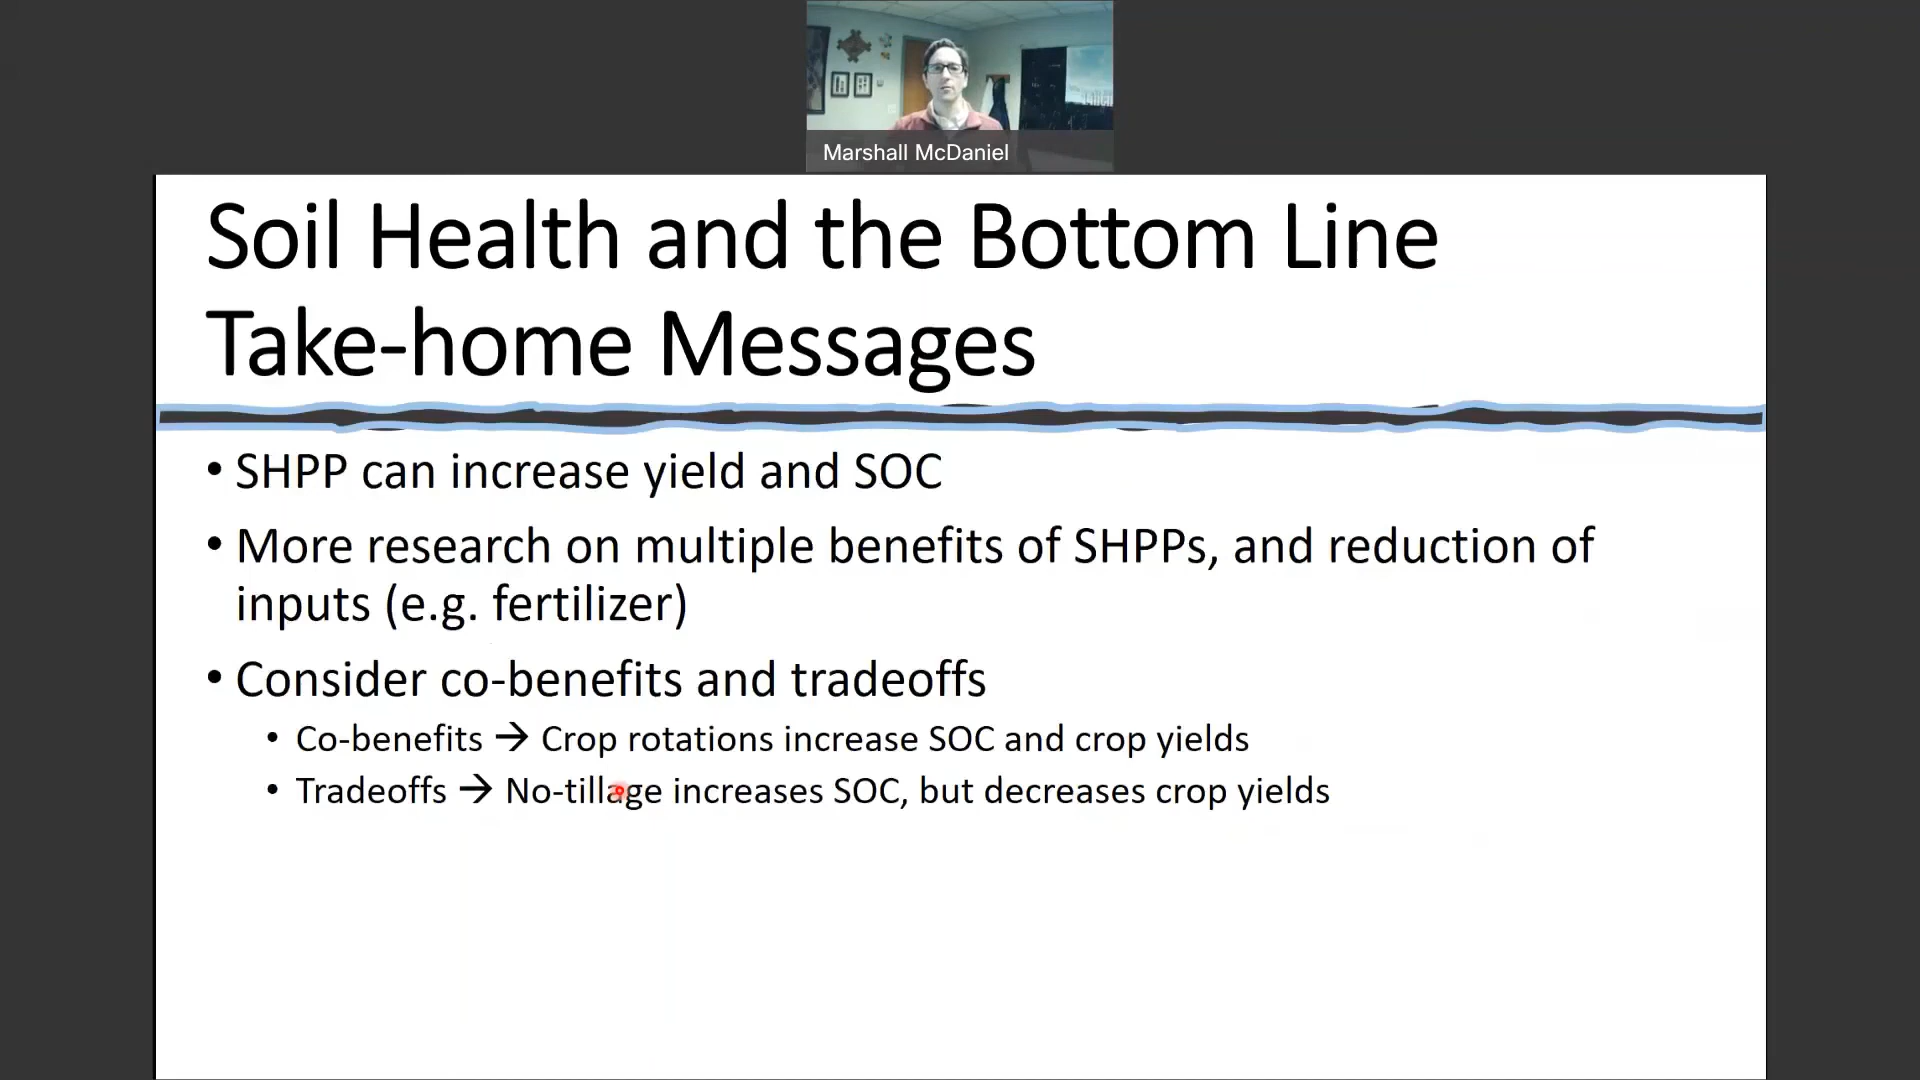 Marshall McDaniel
Soil Health and the Bottom Line
Take-home Messages
• SHPP can increase yield and SOC
• More research on multiple benefits of SHPPs, and reduction of
inputs (e.g. fertilizer)
• Consider co-benefits and tradeoffs
• Co-benefits → Crop rotations increase SOC and crop yields
• Tradeoffs → No-tillage increases SOC, but decreases crop yields